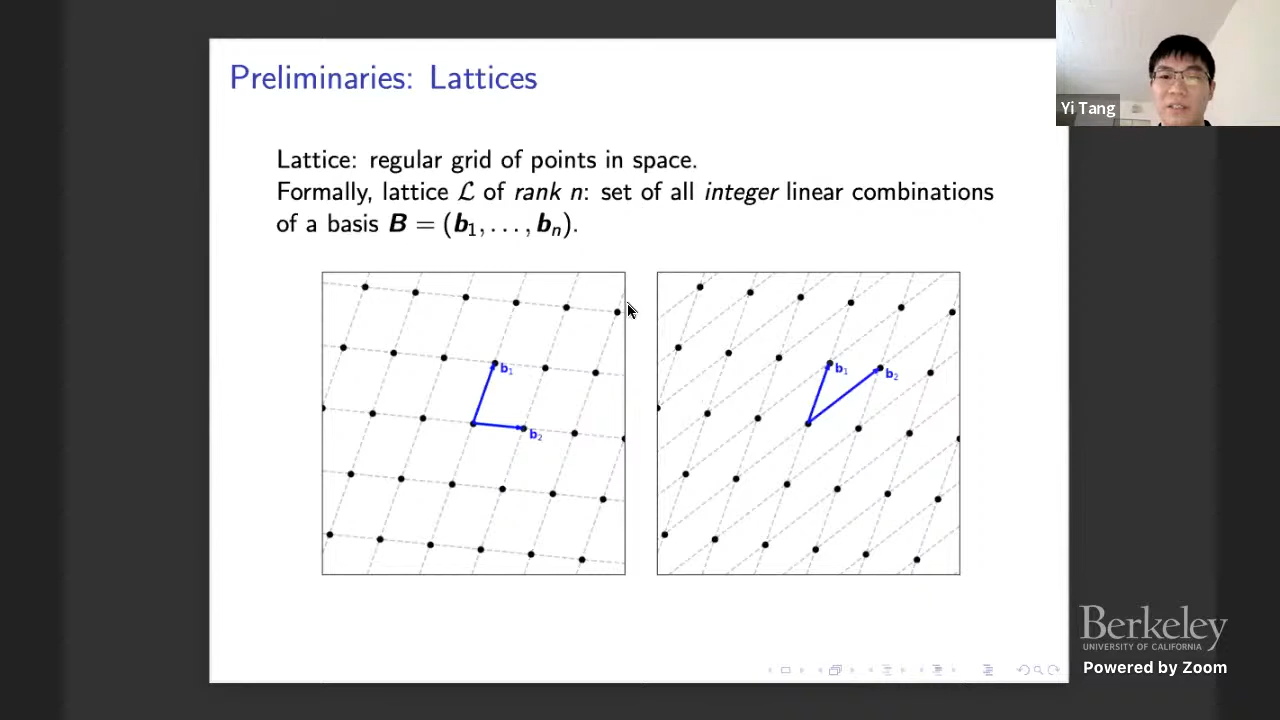 Preliminaries: Lattices
Yi Tang
Lattice: regular grid of points in space.
Formally, lattice ℒ of rank n: set of all integer linear combinations
of a basis B = (b₁, . . . , bₙ).
b₁
b₂
b₁
b₂
Berkeley
UNIVERSITY OF CALIFORNIA
Powered by Zoom